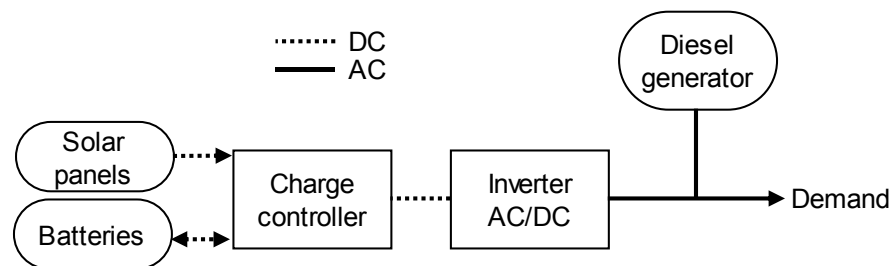 DC
AC
Diesel
generator
Solar
panels
Charge
controller
Inverter
AC/DC
Demand
Batteries